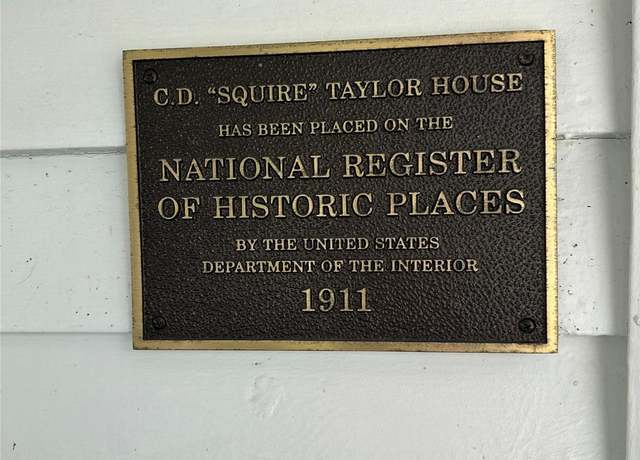 C.D. “SQUIRE” TAYLOR HOUSE
HAS BEEN PLACED ON THE
NATIONAL REGISTER
OF HISTORIC PLACES
BY THE UNITED STATES
DEPARTMENT OF THE INTERIOR
1911